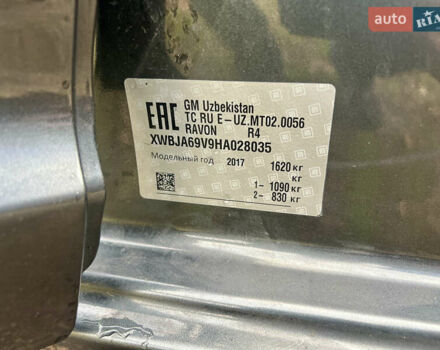 AUTO RIA
EAC
GM Uzbekistan
TC RU E-UZ.MT02.0056
RAVON R4
XWBJA69V9HA028035
Модельный год 2017 1620 кг
кг
1- 1090 кг
2- 830 кг